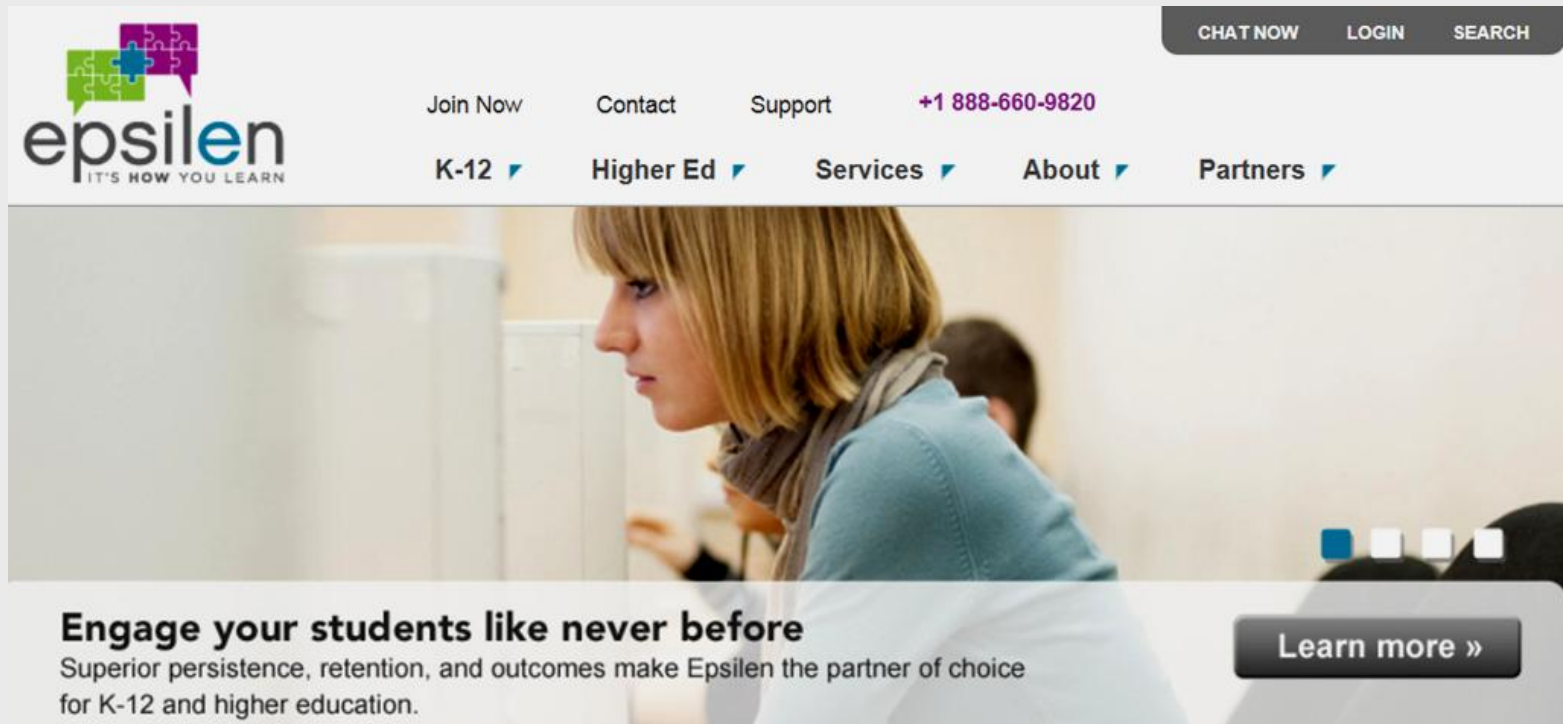 CHAT NOW LOGIN SEARCH
epsilen
IT'S HOW YOU LEARN
Join Now Contact Support +1 888-660-9820
K-12 Higher Ed Services About Partners
Engage your students like never before
Superior persistence, retention, and outcomes make Epsilen the partner of choice
for K-12 and higher education.
Learn more »